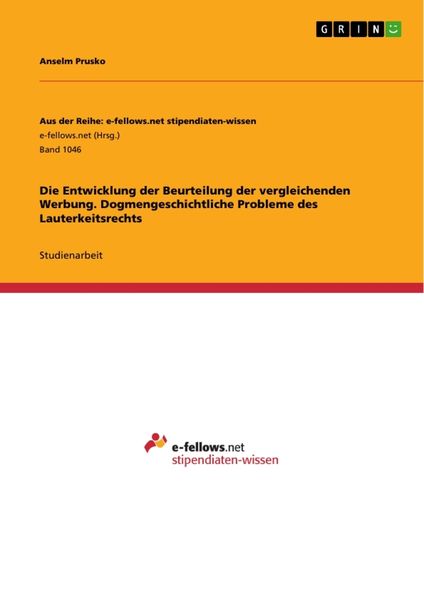 GRIN
Anselm Prusko
Aus der Reihe: e-fellows.net stipendiaten-wissen
e-fellows.net (Hrsg.)
Band 1046
Die Entwicklung der Beurteilung der vergleichenden
Werbung. Dogmengeschichtliche Probleme des
Lauterkeitsrechts
Studienarbeit
e-fellows.net
stipendiaten-wissen